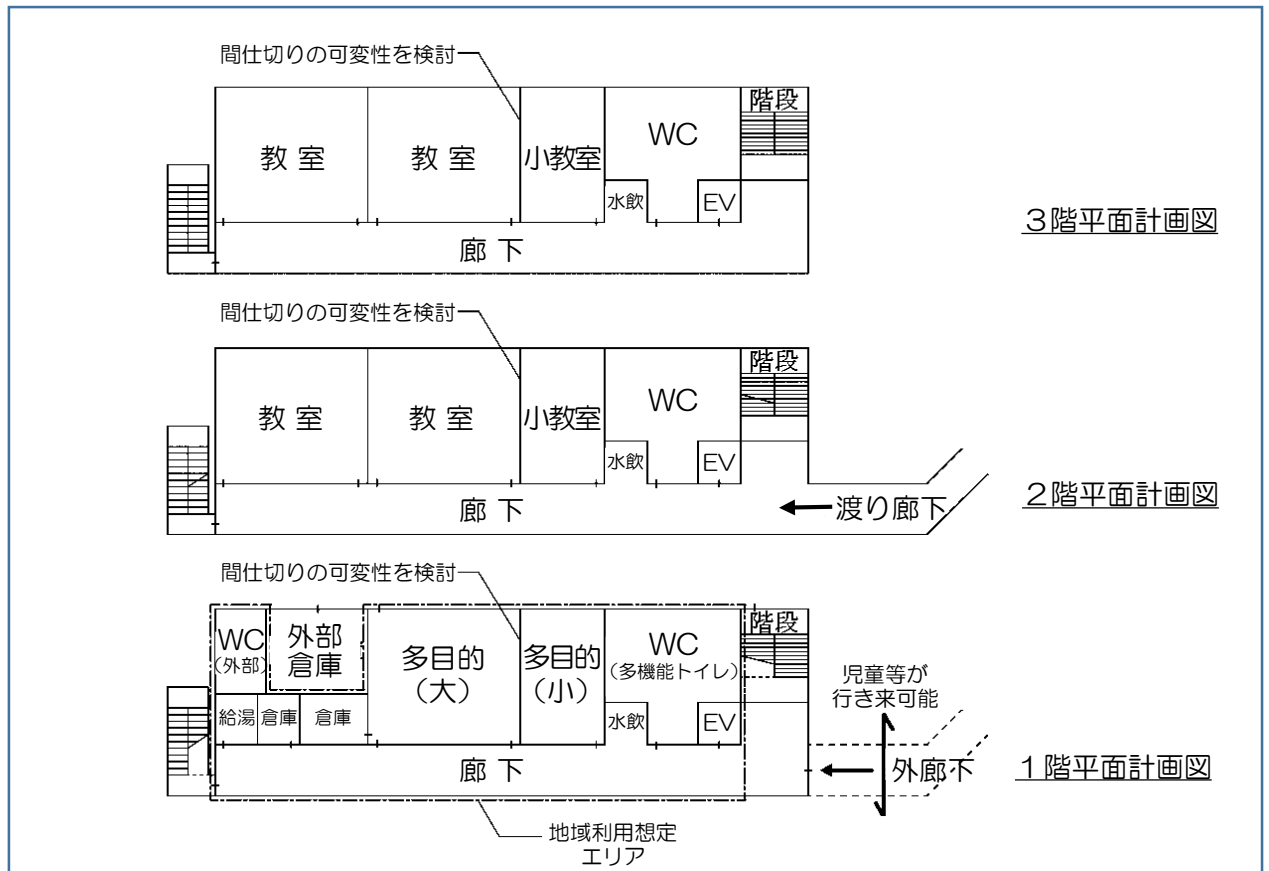 間仕切りの可変性を検討
階段
教室
教室
小教室
WC
水飲
EV
廊下
3階平面計画図
間仕切りの可変性を検討
階段
教室
教室
小教室
WC
水飲
EV
廊下
渡り廊下
2階平面計画図
間仕切りの可変性を検討
階段
WC
(外部)
外部
倉庫
多目的
(大)
多目的
(小)
WC
(多機能トイレ)
児童等が
行き来可能
給湯
倉庫
倉庫
水飲
EV
廊下
外廊下
1階平面計画図
地域利用想定
エリア